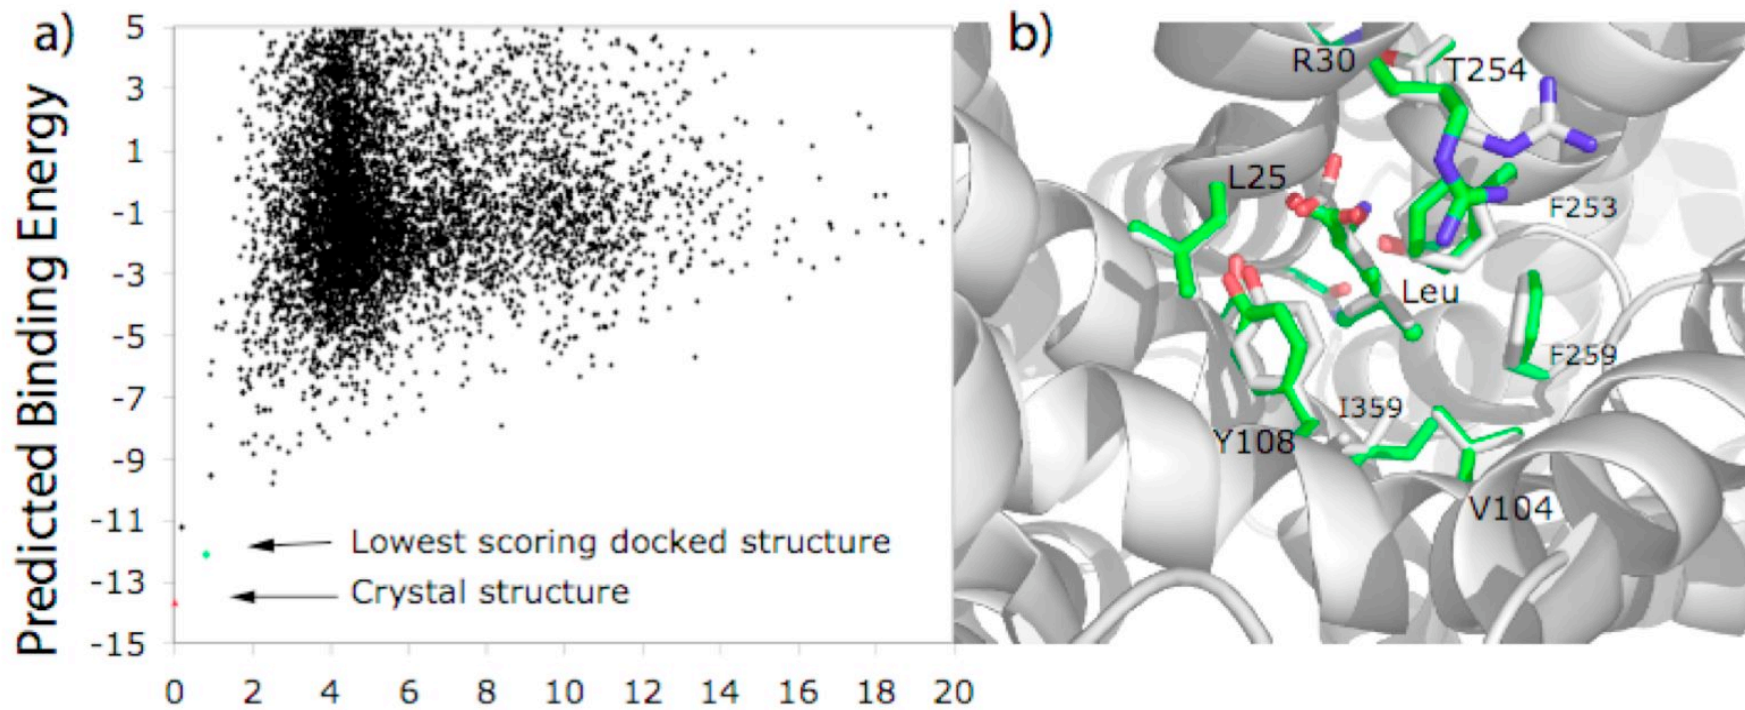 a)
Predicted Binding Energy
5
3
1
-1
-3
-5
-7
-9
-11
-13
-15
Lowest scoring docked structure
Crystal structure
0 2 4 6 8 10 12 14 16 18 20
b)
R30
T254
L25
F253
Leu
F259
I359
Y108
V104